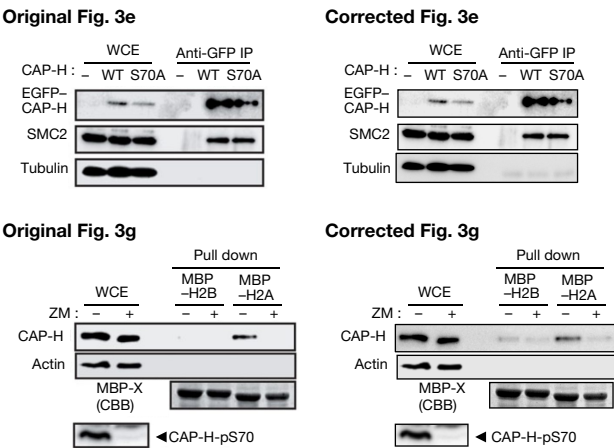 Original Fig. 3e
WCE Anti-GFP IP
CAP-H : – WT S70A – WT S70A
EGFP–
CAP-H
SMC2
Tubulin
Corrected Fig. 3e
WCE Anti-GFP IP
CAP-H : – WT S70A – WT S70A
EGFP–
CAP-H
SMC2
Tubulin
Original Fig. 3g
Pull down
MBP MBP
WCE –H2B –H2A
ZM : – + – + – +
CAP-H
Actin
MBP-X
(CBB)
◄CAP-H-pS70
Corrected Fig. 3g
Pull down
MBP MBP
WCE –H2B –H2A
ZM : – + – + – +
CAP-H
Actin
MBP-X
(CBB)
◄CAP-H-pS70